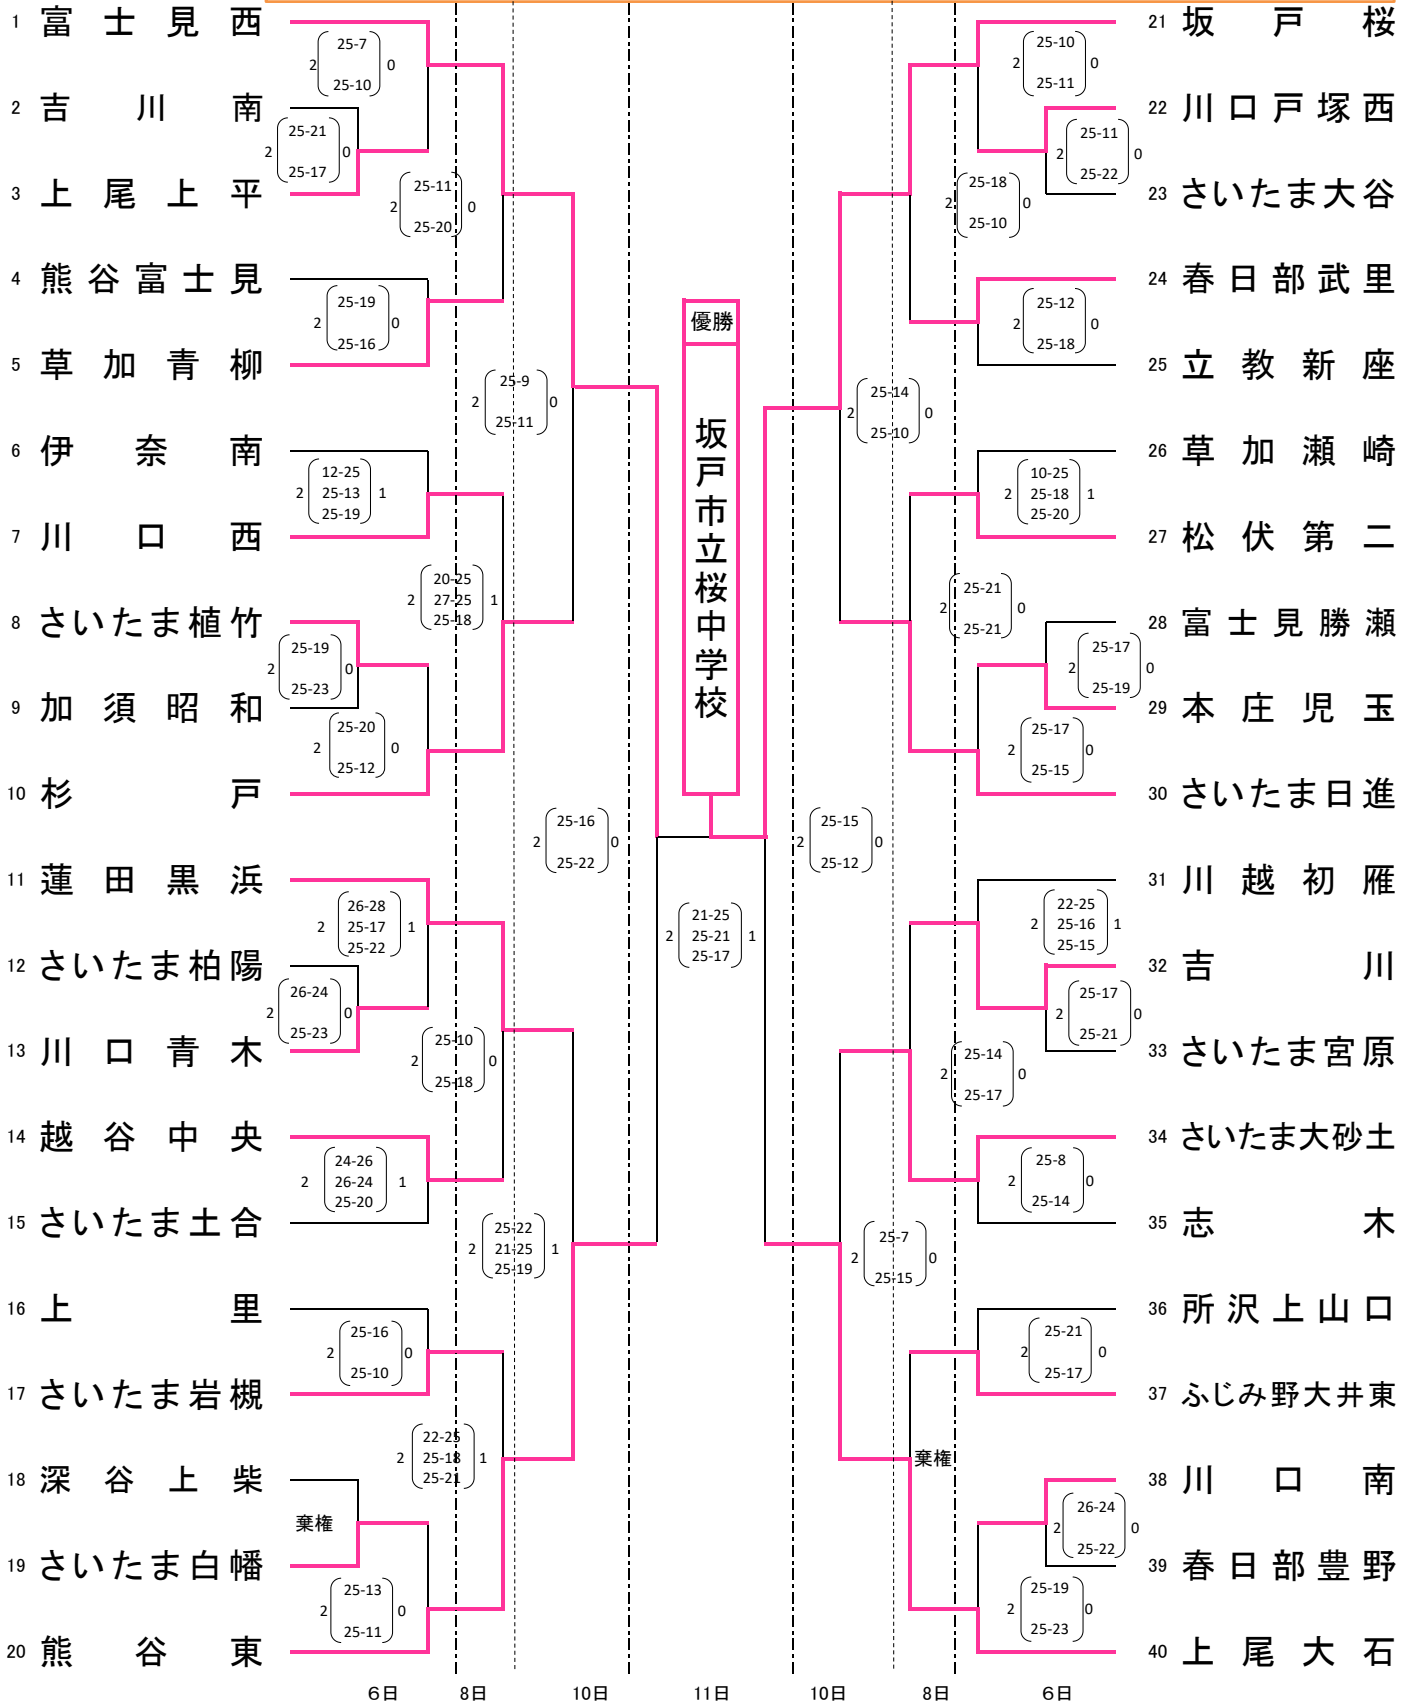 1 富士見西
25-7
2 0
25-10
2 吉川南
25-21
2 0
25-17
3 上尾上平
25-11
2 0
25-20
4 熊谷富士見
25-19
2 0
25-16
5 草加青柳
25-9
2 0
25-11
6 伊奈南
12-25
2 25-13 1
25-19
7 川口西
20-25
2 27-25 1
25-18
8 さいたま植竹
25-19
2 0
25-23
9 加須昭和
25-20
2 0
25-12
10 杉戸
25-16
2 0
25-22
11 蓮田黒浜
26-28
2 25-17 1
25-22
12 さいたま柏陽
26-24
2 0
25-23
13 川口青木
25-10
2 0
25-18
14 越谷中央
24-26
2 26-24 1
25-20
15 さいたま土合
25-22
2 21-25 1
25-19
16 上里
25-16
2 0
25-10
17 さいたま岩槻
22-25
2 25-18 1
25-21
18 深谷上柴
棄権
19 さいたま白幡
25-13
2 0
25-11
20 熊谷東
優勝
坂戸市立桜中学校
21-25
2 25-21 1
25-17
21 坂戸桜
25-10
2 0
25-11
22 川口戸塚西
25-11
2 0
25-22
23 さいたま大谷
25-18
2 0
25-10
24 春日部武里
25-12
2 0
25-18
25 立教新座
25-14
2 0
25-10
26 草加瀬崎
10-25
2 25-18 1
25-20
27 松伏第二
25-21
2 0
25-21
28 富士見勝瀬
25-17
2 0
25-19
29 本庄児玉
25-17
2 0
25-15
30 さいたま日進
25-15
2 0
25-12
31 川越初雁
22-25
2 25-16 1
25-15
32 吉川
25-17
2 0
25-21
33 さいたま宮原
25-14
2 0
25-17
34 さいたま大砂土
25-8
2 0
25-14
35 志木
25-7
2 0
25-15
36 所沢上山口
25-21
2 0
25-17
37 ふじみ野大井東
棄権
38 川口南
26-24
2 0
25-22
39 春日部豊野
25-19
2 0
25-23
40 上尾大石
6日 8日 10日 11日 10日 8日 6日